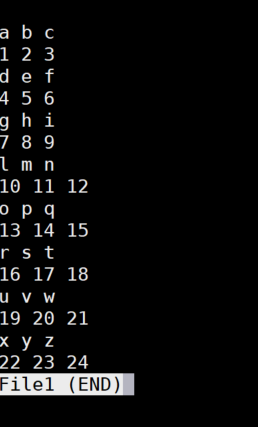 a b c
1 2 3
d e f
4 5 6
g h i
7 8 9
l m n
10 11 12
o p q
13 14 15
r s t
16 17 18
u v w
19 20 21
x y z
22 23 24
File1 (END)